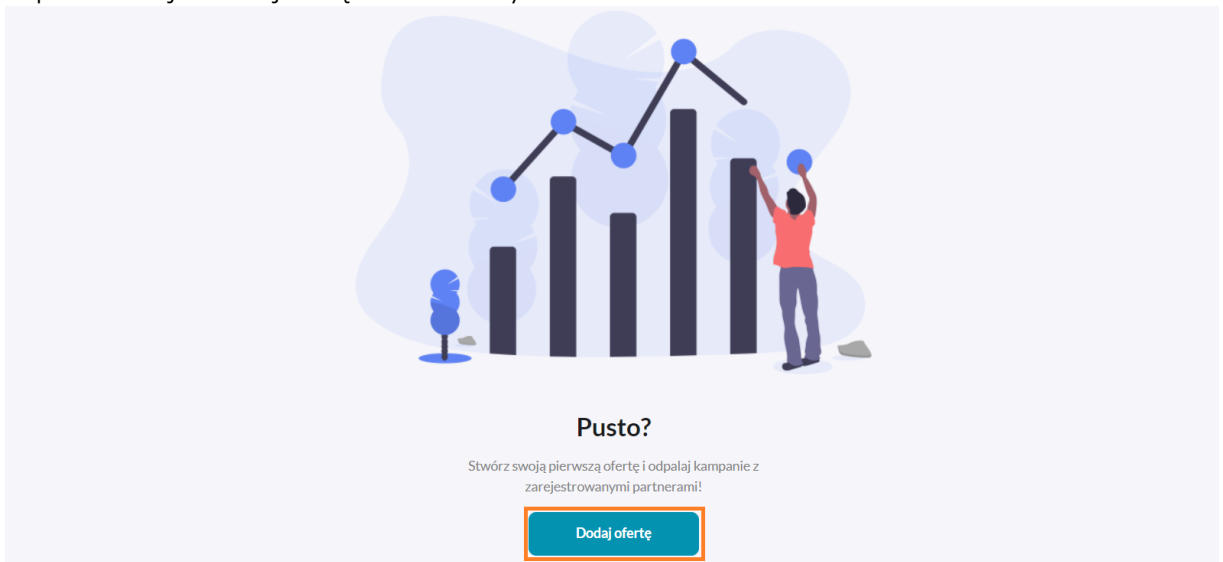 Pusto?
Stwórz swoją pierwszą ofertę i odpalaj kampanie z
zarejestrowanymi partnerami!
Dodaj ofertę